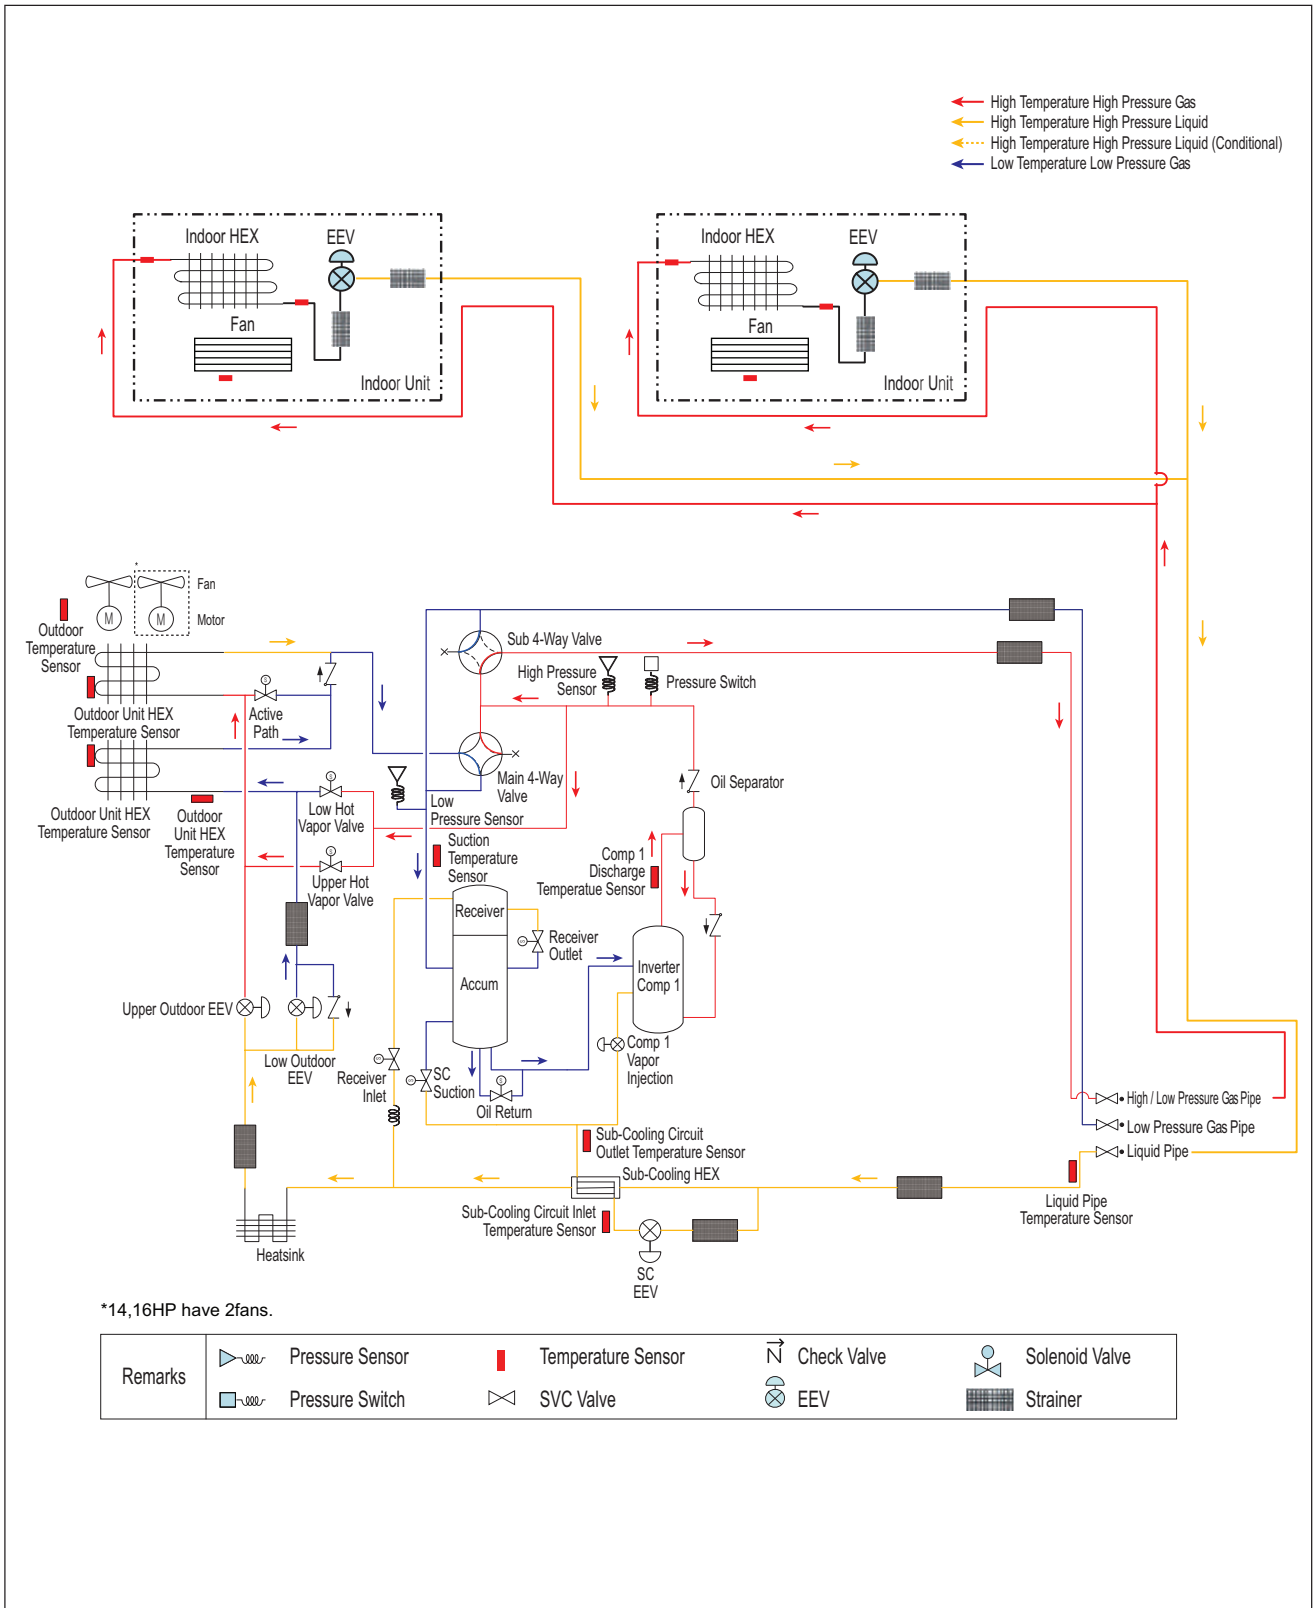 High Temperature High Pressure Gas
High Temperature High Pressure Liquid
High Temperature High Pressure Liquid (Conditional)
Low Temperature Low Pressure Gas
Indoor HEX
EEV
Fan
Indoor Unit
Indoor HEX
EEV
Fan
Indoor Unit
*
Fan
M
M
Motor
Outdoor
Temperature
Sensor
Sub 4-Way Valve
High Pressure
Sensor
Pressure Switch
S
Active
Path
Outdoor Unit HEX
Temperature Sensor
Main 4-Way
Valve
Oil Separator
S
Low Hot
Vapor Valve
Low
Pressure Sensor
Outdoor Unit HEX
Temperature Sensor
Outdoor
Unit HEX
Temperature
Sensor
S
Upper Hot
Vapor Valve
Suction
Temperature
Sensor
Comp 1
Discharge
Temperatue Sensor
Receiver
S
Receiver
Outlet
Accum
Inverter
Comp 1
Upper Outdoor EEV
Low Outdoor
EEV
S
Receiver
Inlet
S
SC
Suction
S
Oil Return
Comp 1
Vapor
Injection
High / Low Pressure Gas Pipe
Low Pressure Gas Pipe
Liquid Pipe
Sub-Cooling Circuit
Outlet Temperature Sensor
Sub-Cooling HEX
Sub-Cooling Circuit Inlet
Temperature Sensor
Liquid Pipe
Temperature Sensor
Heatsink
SC
EEV
*14,16HP have 2fans.
Remarks
Pressure Sensor
Temperature Sensor
Check Valve
Solenoid Valve
Pressure Switch
SVC Valve
EEV
Strainer